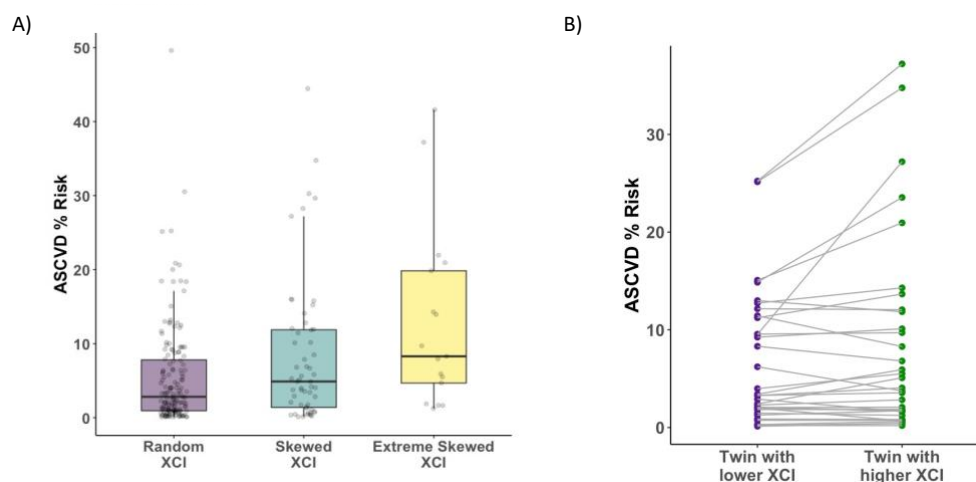 A)
50
40
30
20
10
0
ASCVD % Risk
Random
XCI
Skewed
XCI
Extreme Skewed
XCI
B)
30
20
10
0
ASCVD % Risk
Twin with
lower XCI
Twin with
higher XCI